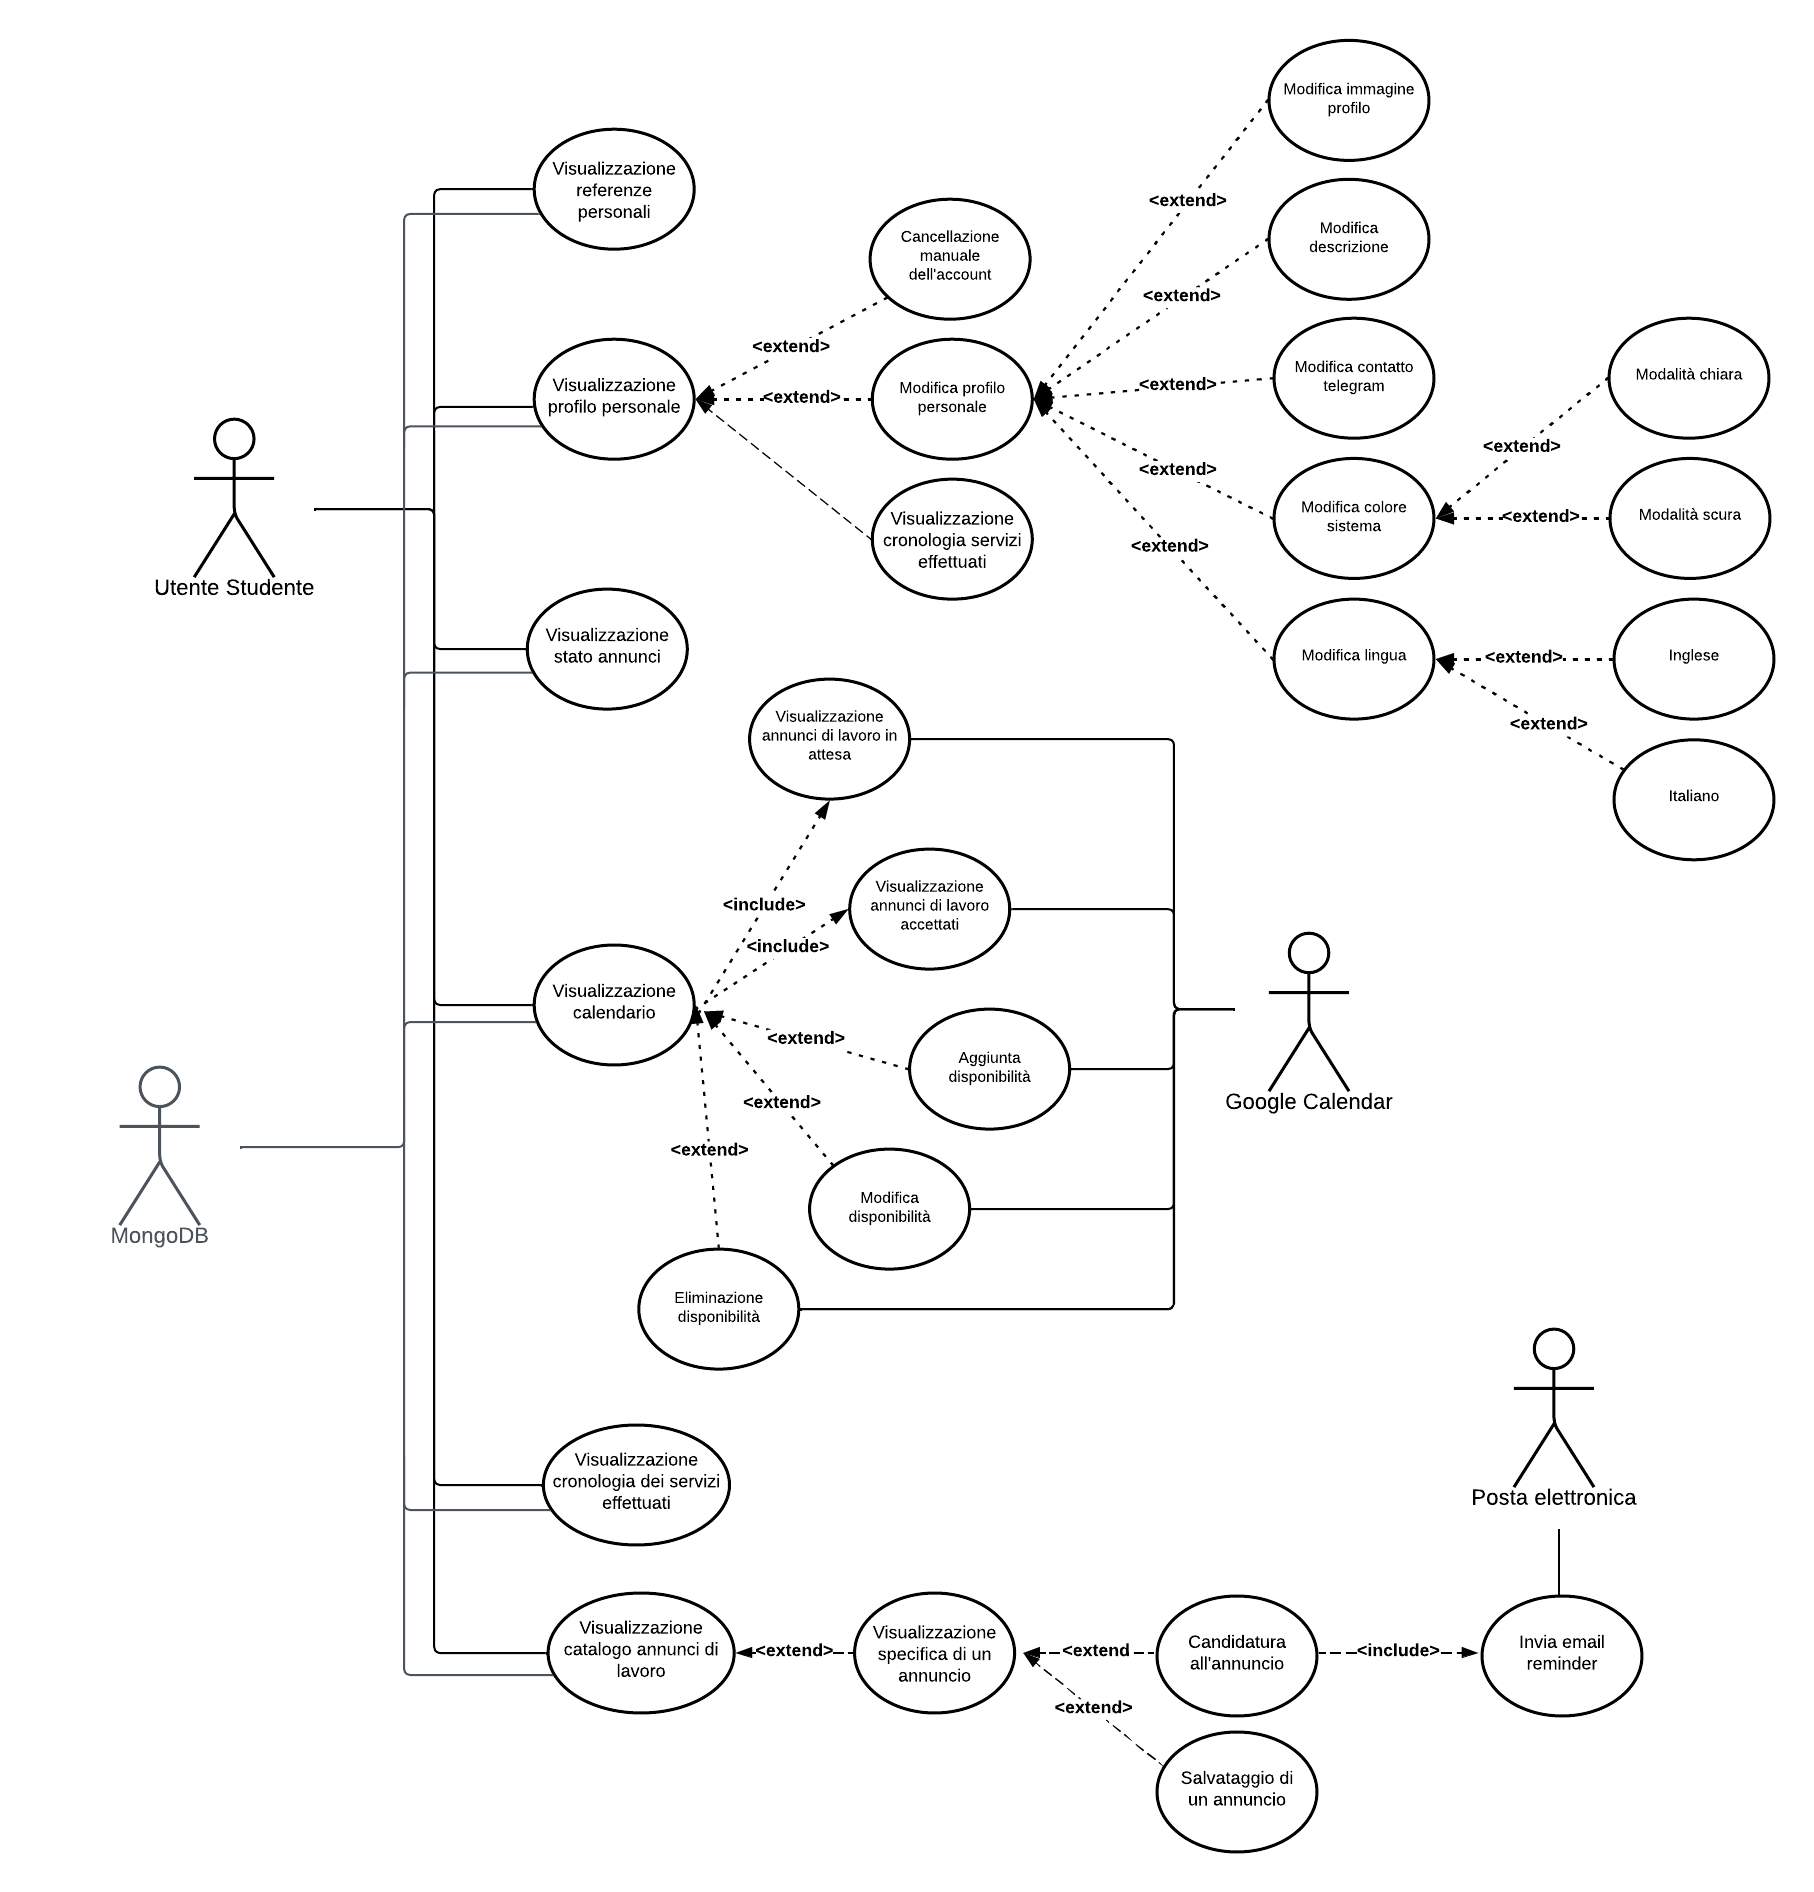 Modifica immagine
profilo
Visualizzazione
referenze
personali
<extend>
Cancellazione
manuale
dell'account
Modifica
descrizione
<extend>
<extend>
Visualizzazione
profilo personale
<extend>
Modifica profilo
personale
<extend>
Modifica contatto
telegram
Modalità chiara
<extend>
<extend>
Visualizzazione
cronologia servizi
effettuati
Modifica colore
sistema
<extend>
Modalità scura
<extend>
Utente Studente
Visualizzazione
stato annunci
Modifica lingua
<extend>
Inglese
<extend>
Italiano
Visualizzazione
annunci di lavoro in
attesa
<include>
Visualizzazione
annunci di lavoro
accettati
<include>
Visualizzazione
calendario
<extend>
Aggiunta
disponibilità
Google Calendar
<extend>
<extend>
Modifica
disponibilità
MongoDB
Eliminazione
disponibilità
Visualizzazione
cronologia dei servizi
effettuati
Posta elettronica
Visualizzazione
catalogo annunci di
lavoro
<extend>
Visualizzazione
specifica di un
annuncio
<extend
Candidatura
all'annuncio
<include>
Invia email
reminder
<extend>
Salvataggio di
un annuncio